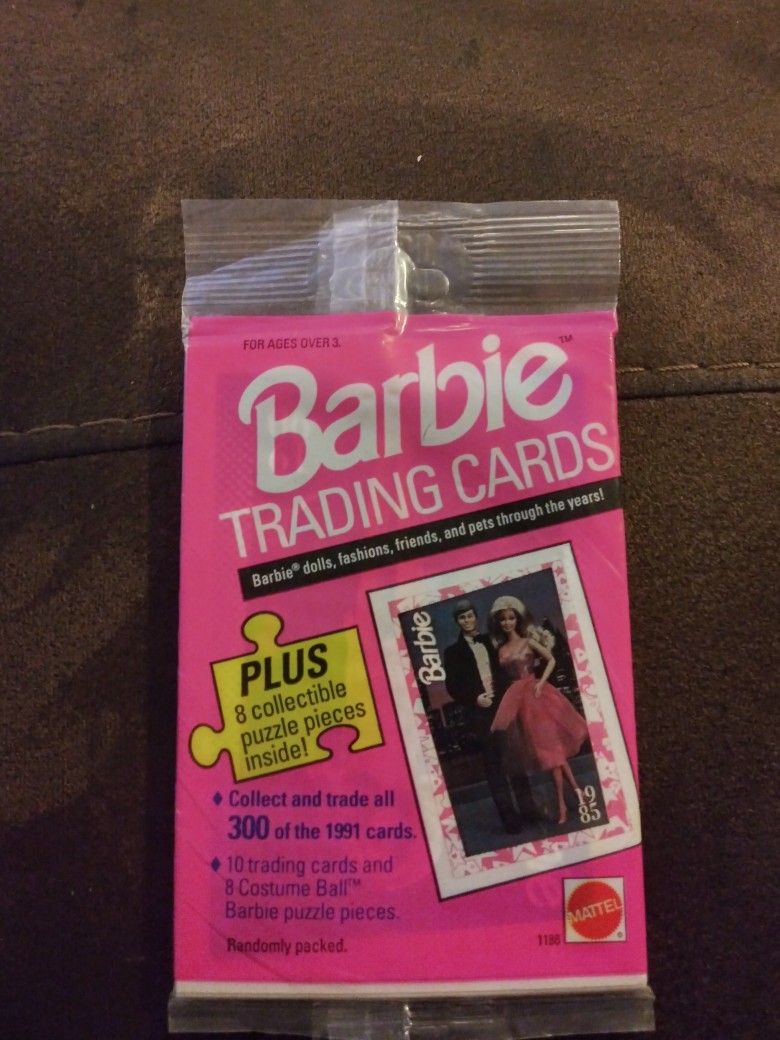 FOR AGES OVER 3.
Barbie™
TRADING CARDS
Barbie® dolls, fashions, friends, and pets through the years!
PLUS
8 collectible
puzzle pieces
inside!
Barbie
19
85
♦ Collect and trade all
300 of the 1991 cards.
♦ 10 trading cards and
8 Costume Ball™
Barbie puzzle pieces.
Randomly packed.
1186
MATTEL
®